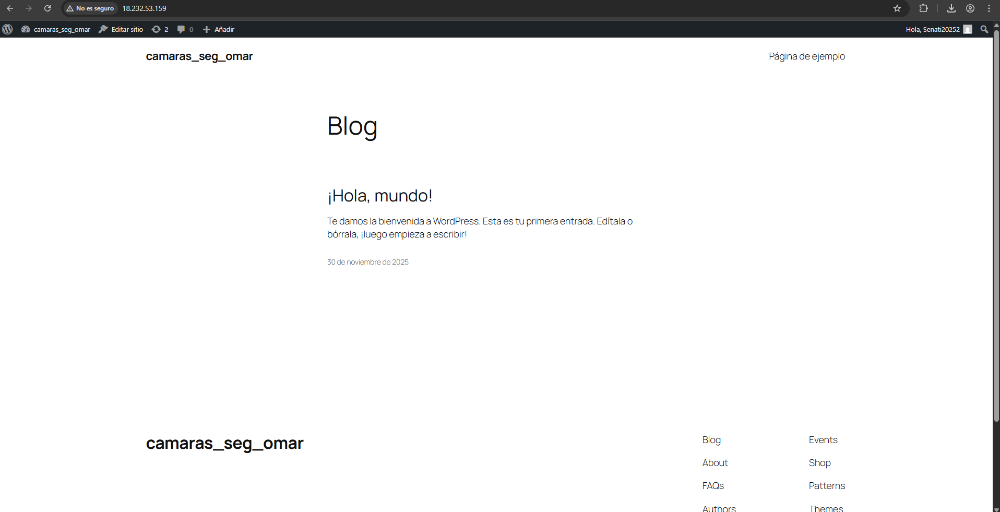 No es seguro 18.232.53.159
camaras_seg_omar Editar sitio 2 0 Añadir Hola, Senati20252
camaras_seg_omar Página de ejemplo
Blog
¡Hola, mundo!
Te damos la bienvenida a WordPress. Esta es tu primera entrada. Edítala o
bórrala, ¡luego empieza a escribir!
30 de noviembre de 2025
camaras_seg_omar
Blog Events
About Shop
FAQs Patterns
Authors Themes